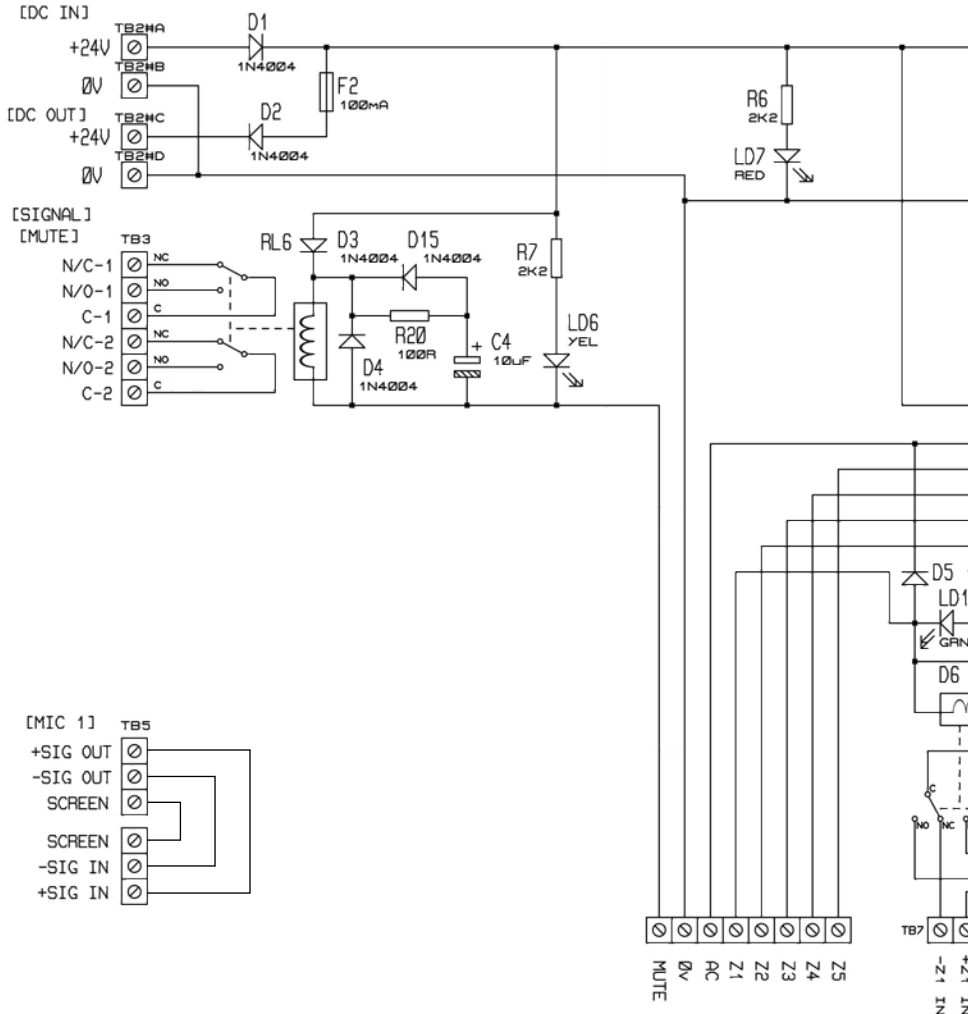 [DC IN]
TB2#A
+24V
D1
1N4004
TB2#B
0V
F2
100mA
[DC OUT]
TB2#C
+24V
D2
1N4004
TB2#D
0V
R6
2K2
LD7
RED
[SIGNAL]
[MUTE]
TB3
RL6
D3
1N4004
D15
1N4004
R7
2K2
N/C-1
NC
N/O-1
NO
C-1
C
N/C-2
NC
N/O-2
NO
C-2
C
R20
100R
D4
1N4004
+
C4
10uF
LD6
YEL
D5
LD1
GRN
D6
C
NO
NC
[MIC 1]
TB5
+SIG OUT
-SIG OUT
SCREEN
SCREEN
-SIG IN
+SIG IN
MUTE
0v
AC
Z1
Z2
Z3
Z4
Z5
TB7
-Z1 IN
+Z1 IN